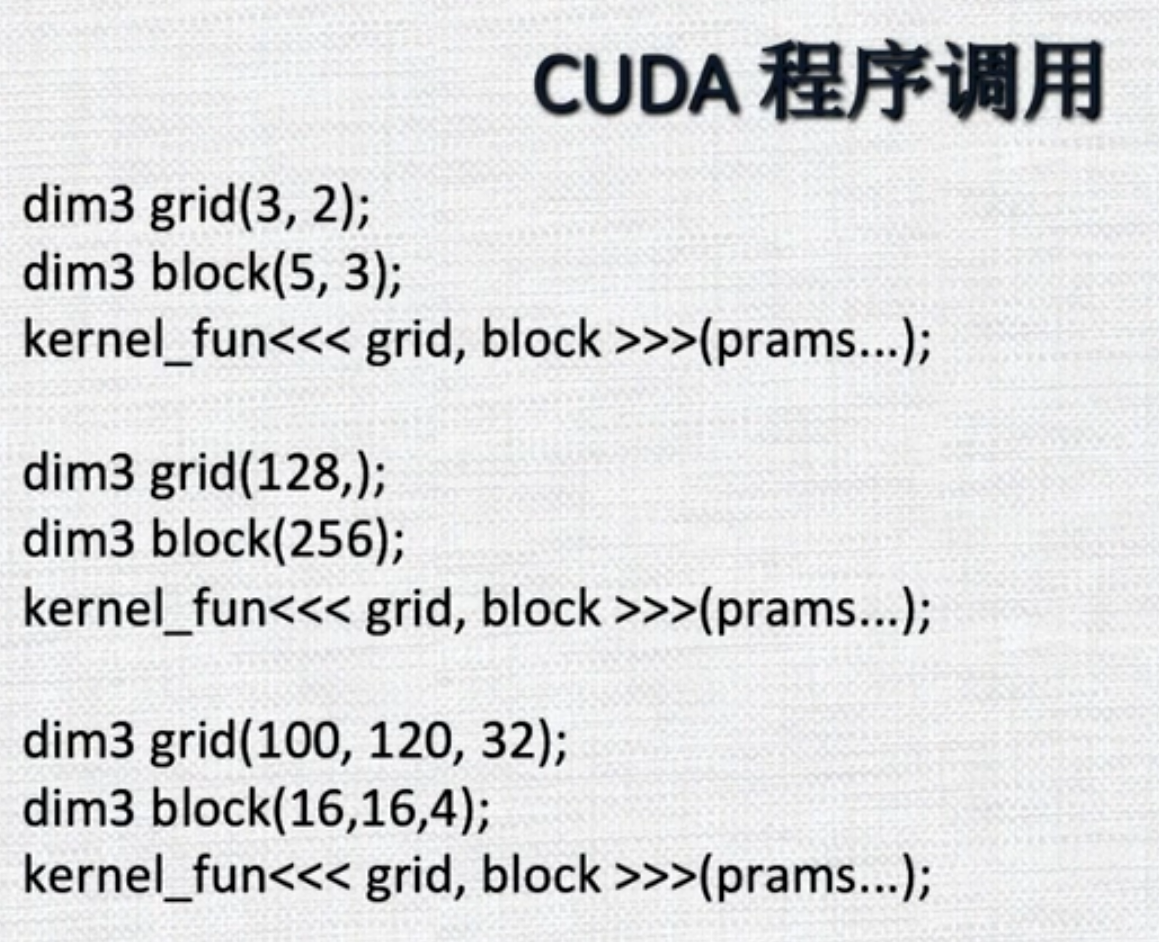 CUDA 程序调用
dim3 grid(3, 2);
dim3 block(5, 3);
kernel_fun<<< grid, block >>>(prams...);
dim3 grid(128,);
dim3 block(256);
kernel_fun<<< grid, block >>>(prams...);
dim3 grid(100, 120, 32);
dim3 block(16,16,4);
kernel_fun<<< grid, block >>>(prams...);